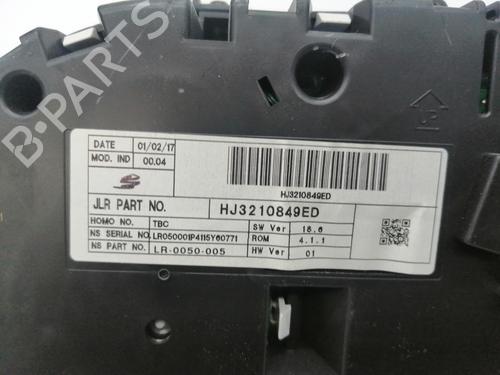 B-PARTS
DATE 01/02/17
MOD. IND 00.04
HJ3210849ED
JLR PART NO. HJ3210849ED
HOMO NO. TBC SW Ver 18.6
NS SERIAL NO. LR050001P4115Y60771 ROM 4.1.1
NS PART NO. LR-0050-005 HW Ver 01